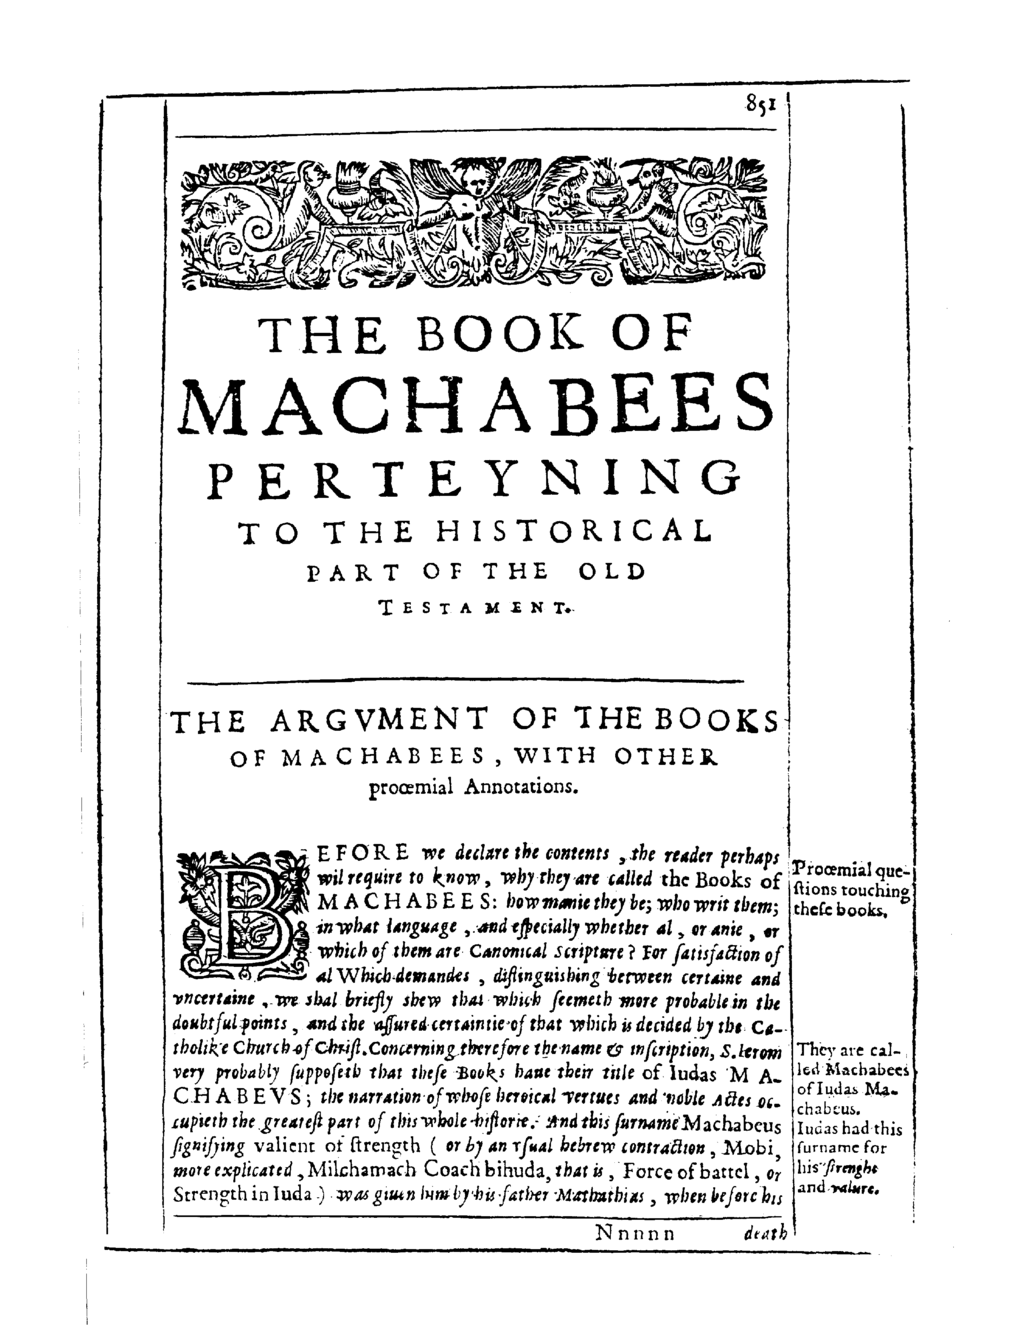 851
THE BOOK OF
MACHABEES
PERTEYNING
TO THE HISTORICAL
PART OF THE OLD
TESTAMENT.
THE ARGVMENT OF THE BOOKS
OF MACHABEES, WITH OTHER
proœmial Annotations.
BEFORE we declare the contents, the reader perhaps
wil require to know, why they are called the Books of
MACHABEES: how manie they be; who writ them;
in what language, and eſpecially whether al, or anie, or
which of them are Canonical Scripture? For ſatisfaction of
al Which demandes, diſtinguishing betwen certaine and
vncertaine, we shal briefly shew that which ſeemeth more probable in the
doubtful points, and the aſſured certaintie of that which is decided by the Ca-
tholike Church of Chriſt. Concerning therefore the name & inſcription, S. Ierom
very probably ſuppoſeth that theſe Books haue their title of Iudas MA-
CHABEVS; the narration of whoſe heroical vertues and noble Actes oc-
cupieth the greateſt part of this whole hiſtorie. And this ſurname Machabeus
ſignifying valient of ſtrength (or by an vſual hebrew contraction, Mobi,
more explicated, Milchamach Coach bihuda, that is, Force of battel, or
Strength in Iuda) was giuen him by his father Mathathias, when before his
Nnnnn death
Proœmial que-
ſtions touching
theſe books.
They are cal-
led Machabees
of Iudas Ma-
chabeus.
Iudas had this
ſurname for
his ſtrenght
and valure.